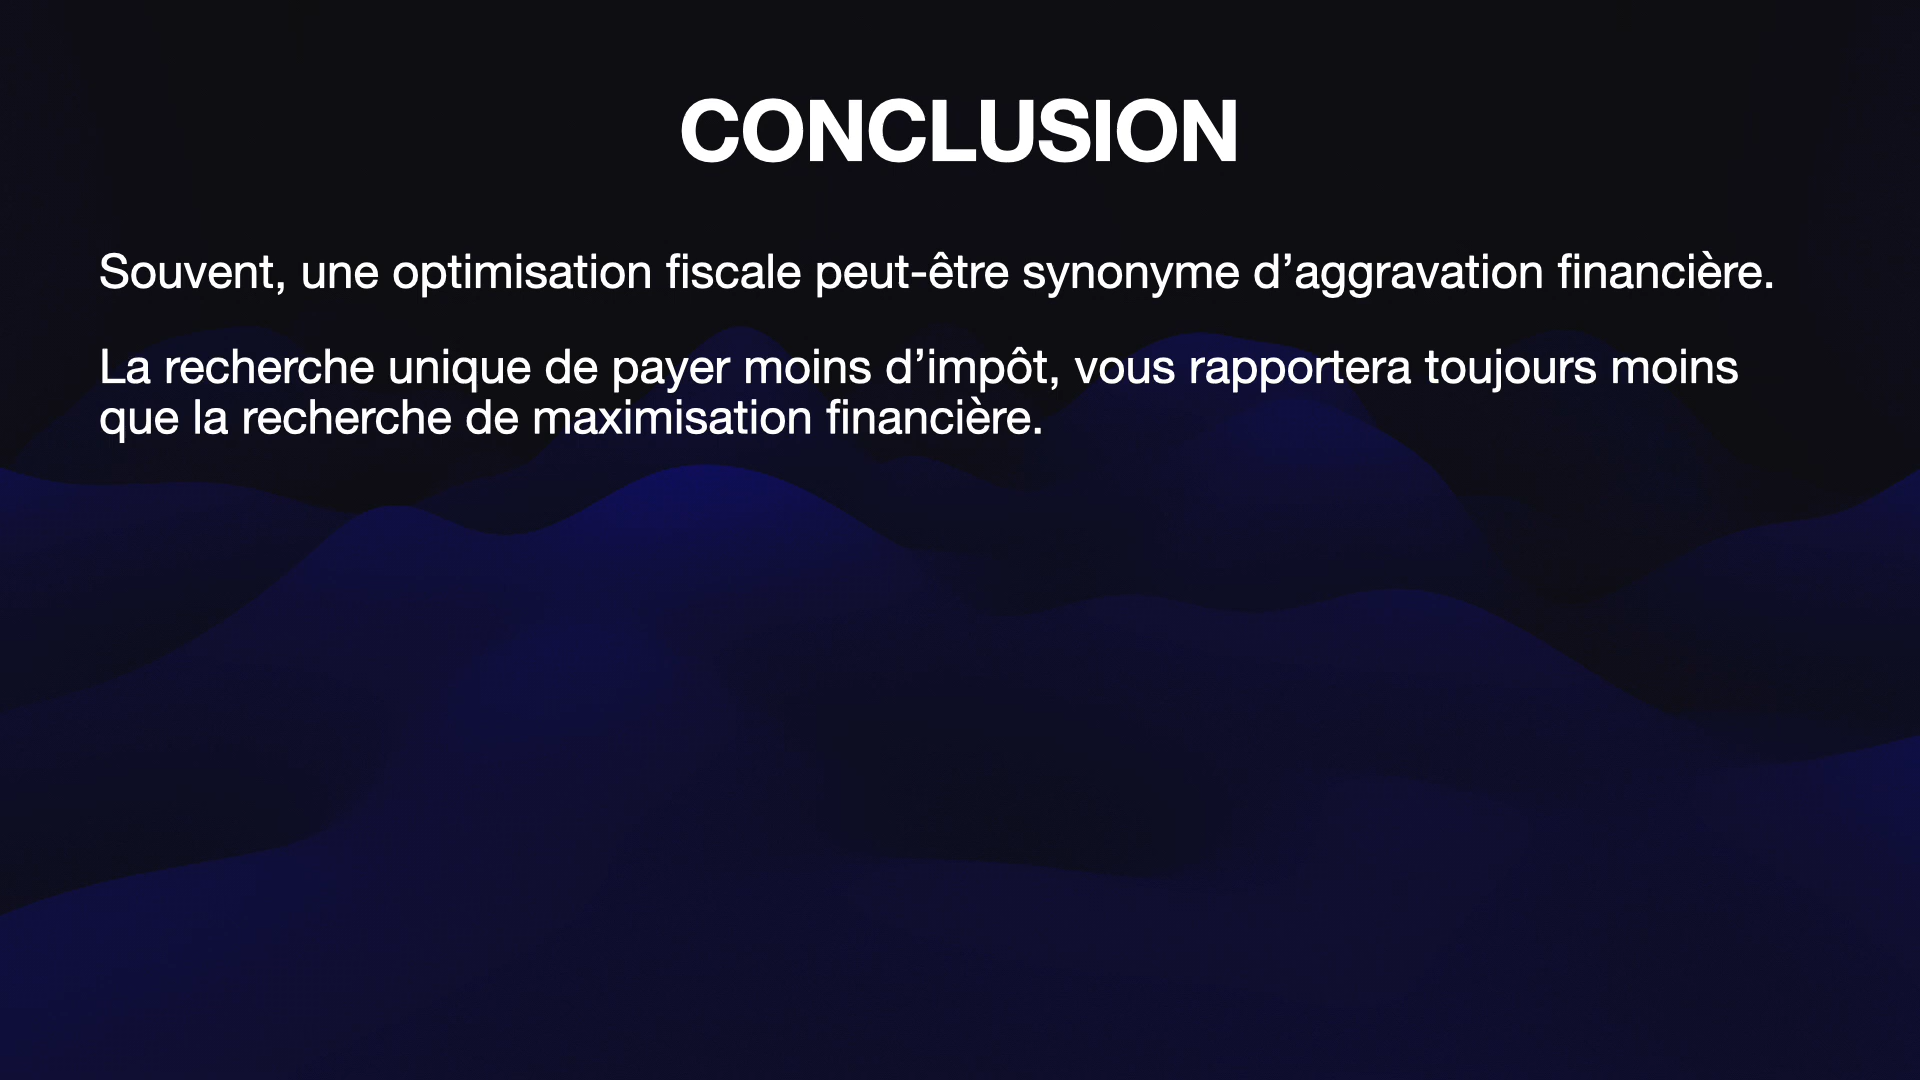 CONCLUSION
Souvent, une optimisation fiscale peut-être synonyme d’aggravation financière.
La recherche unique de payer moins d’impôt, vous rapportera toujours moins
que la recherche de maximisation financière.